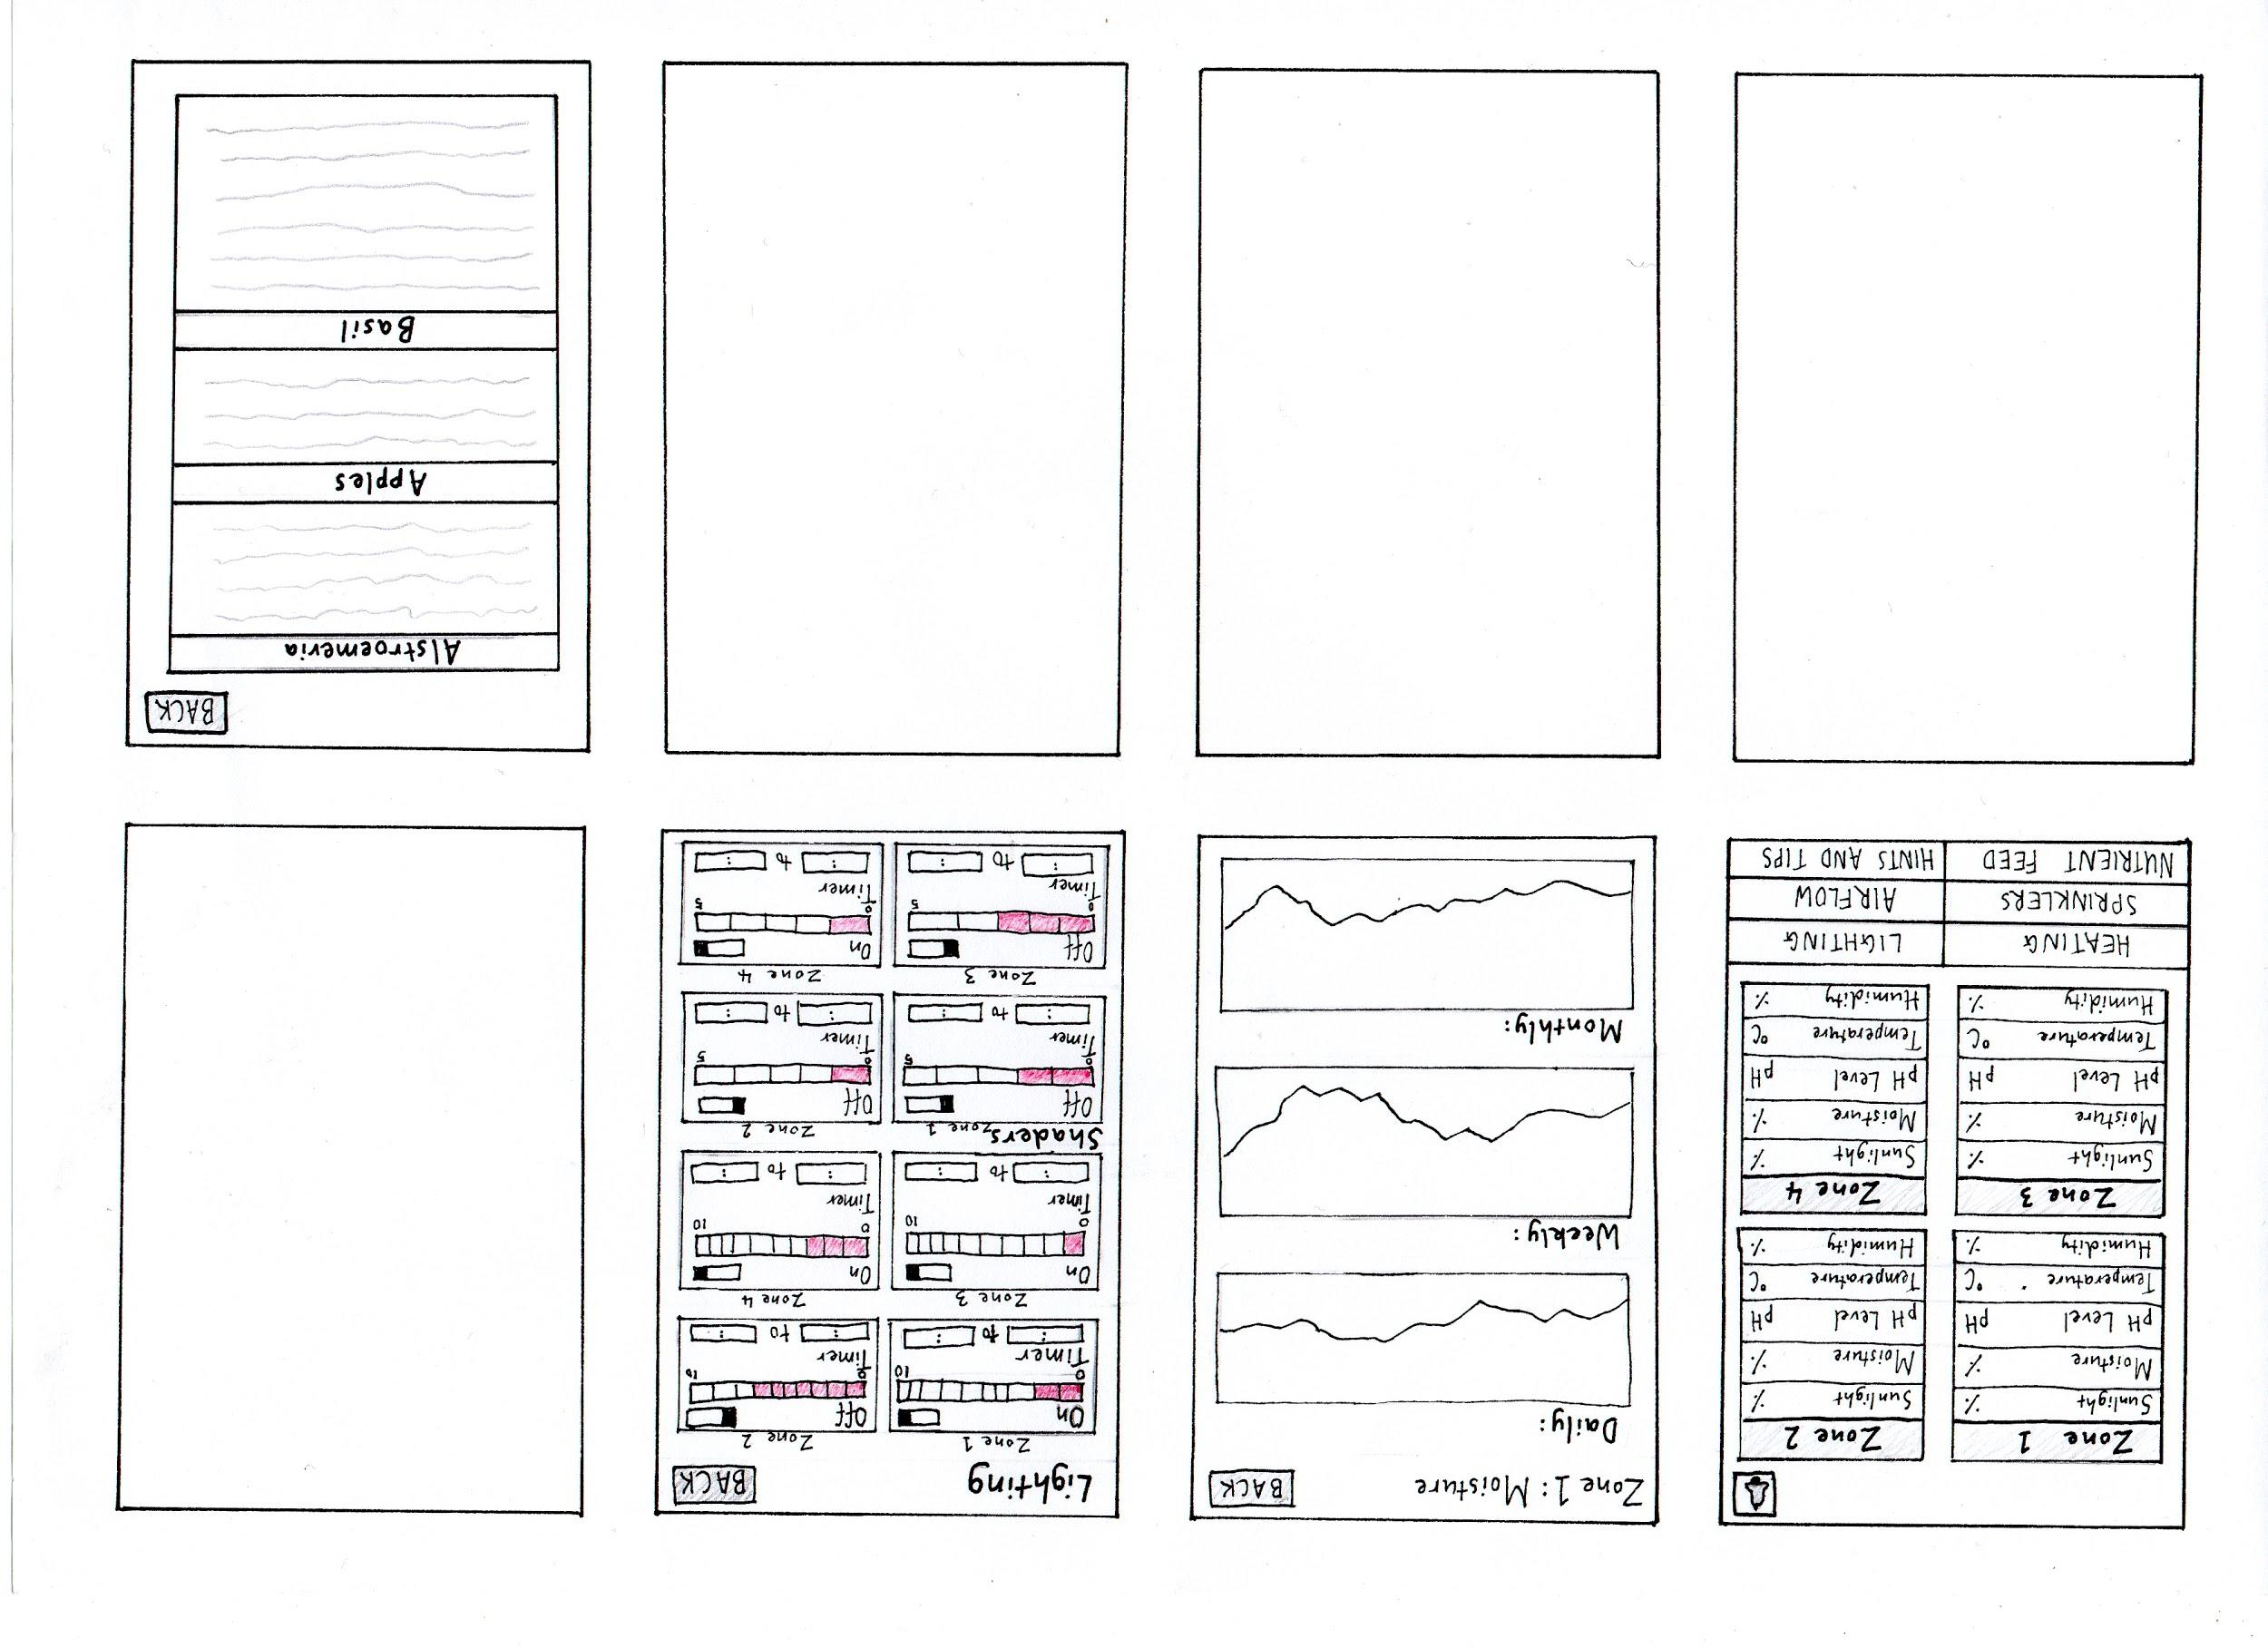 Zone 1
Sunlight %
Moisture %
pH Level pH
Temperature °C
Humidity %
Zone 2
Sunlight %
Moisture %
pH Level pH
Temperature °C
Humidity %
Zone 3
Sunlight %
Moisture %
pH Level pH
Temperature °C
Humidity %
Zone 4
Sunlight %
Moisture %
pH Level pH
Temperature °C
Humidity %
HEATING
LIGHTING
SPRINKLERS
AIRFLOW
NUTRIENT FEED
HINTS AND TIPS
Zone 1: Moisture
BACK
Daily:
Weekly:
Monthly:
Lighting
BACK
Zone 1
On
0 10
Timer
: to :
Zone 2
Off
0 10
Timer
: to :
Zone 3
On
0 10
Timer
: to :
Zone 4
On
0 10
Timer
: to :
Shaders
Zone 1
Off
0 5
Timer
: to :
Zone 2
Off
0 5
Timer
: to :
Zone 3
Off
0 5
Timer
: to :
Zone 4
On
0 5
Timer
: to :
BACK
Alstroemeria
Apples
Basil